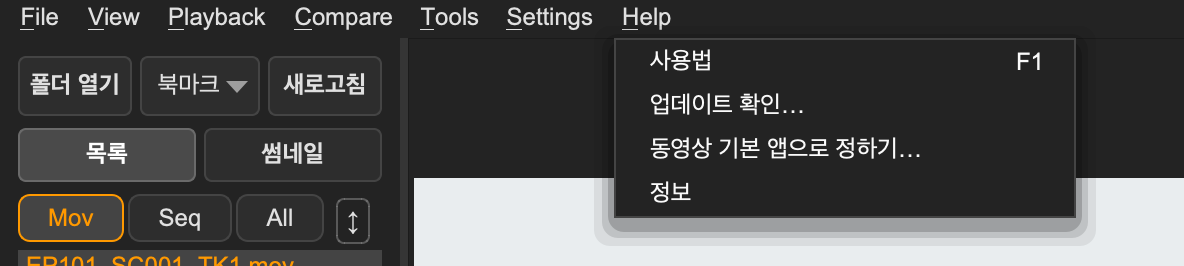 File View Playback Compare Tools Settings Help
폴더 열기 북마크 새로고침
목록 썸네일
Mov Seq All
EP101_SC001_TK1.mov
사용법 F1
업데이트 확인...
동영상 기본 앱으로 정하기...
정보